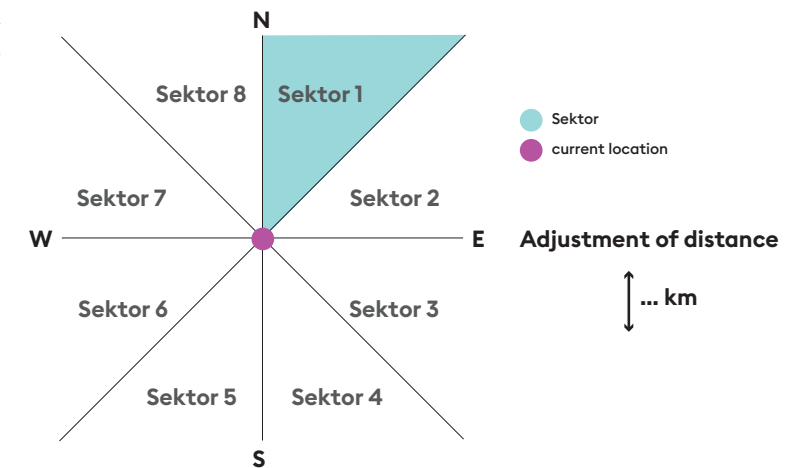 N
Sektor 8
Sektor 1
Sektor
current location
Sektor 7
Sektor 2
W
E
Adjustment of distance
... km
Sektor 6
Sektor 3
Sektor 5
Sektor 4
S